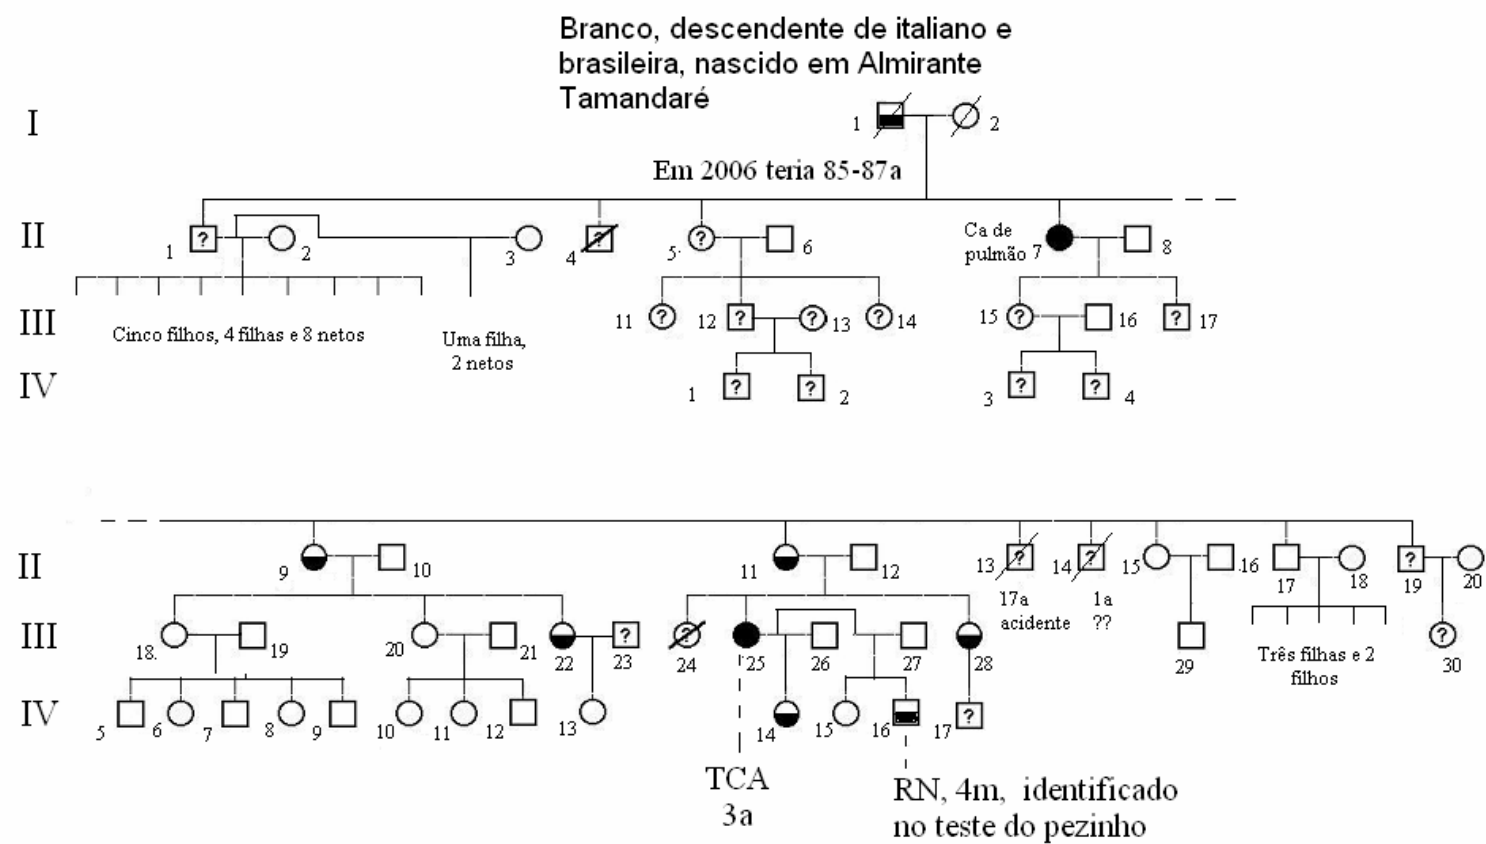 Branco, descendente de italiano e
brasileira, nascido em Almirante
Tamandaré
I
1
2
Em 2006 teria 85-87a
II
1
?
2
3
4
?
5.
?
6
Ca de
pulmão 7
8
III
Cinco filhos, 4 filhas e 8 netos
Uma filha,
2 netos
11 ?
12 ?
? 13
? 14
15 ?
16
? 17
IV
1
?
?
2
3
?
?
4
II
9
10
11
12
13 ?
17a
acidente
14 ?
1a
??
15
.16
17
18
?
19
20
III
18.
19
20
21
22
?
23
?
24
25
26
27
28
29
Três filhas e 2
filhos
?
30
IV
5
6
7
8
9
10
11
12
13
14
15
16
17
?
TCA
3a
RN, 4m, identificado
no teste do pezinho